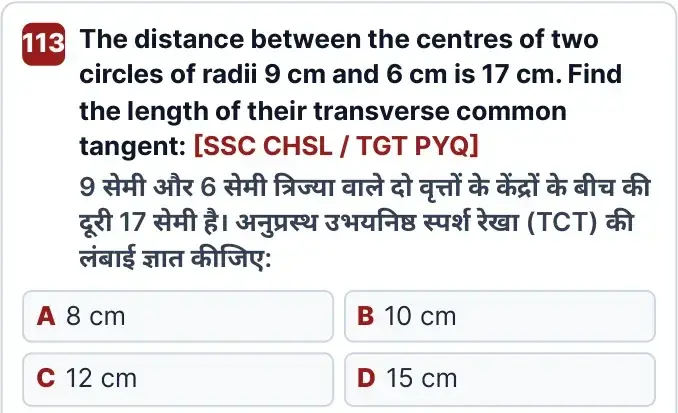 113 The distance between the centres of two
circles of radii 9 cm and 6 cm is 17 cm. Find
the length of their transverse common
tangent: [SSC CHSL / TGT PYQ]
9 सेमी और 6 सेमी त्रिज्या वाले दो वृत्तों के केंद्रों के बीच की
दूरी 17 सेमी है। अनुप्रस्थ उभयनिष्ठ स्पर्श रेखा (TCT) की
लंबाई ज्ञात कीजिए:
A 8 cm
B 10 cm
C 12 cm
D 15 cm